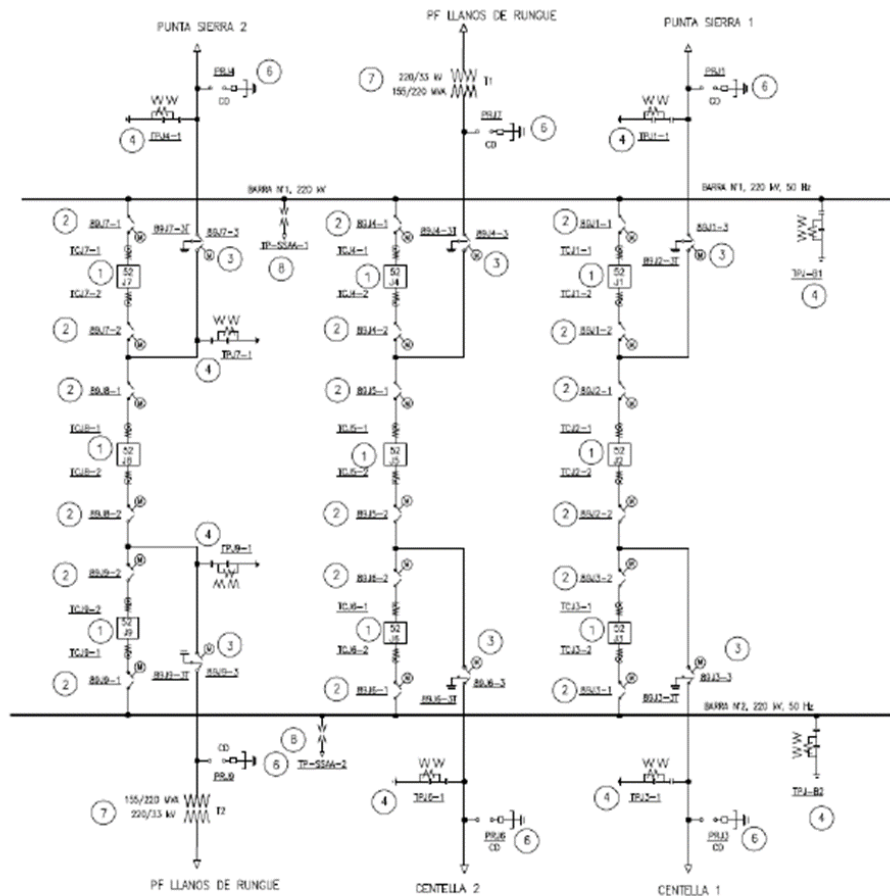 PUNTA SIERRA 2
PF LLANOS DE RUNGUE
PUNTA SIERRA 1
PRJ4
6
CD
7
220/33 kV
155/220 MVA
T1
PRJ1
6
CD
4
TPJ4-1
PRJ7
6
CD
4
TPJ1-1
BARRA N°1, 220 kV
BARRA N°1, 220 kV, 50 Hz
2
89J7-1
89J7-3T
89J7-3
M
3
TP-SSAA-1
8
2
89J4-1
89J4-3T
89J4-3
M
3
2
89J1-1
89J2-3T
89J1-3
M
3
TPJ-B1
4
TCJ7-1
1
52
J7
TCJ7-2
TCJ4-1
1
52
J4
TCJ4-2
TCJ1-1
1
52
J1
TCJ1-2
2
89J7-2
M
TPJ7-1
4
2
89J4-2
M
2
89J1-2
M
2
89J8-1
M
2
89J5-1
M
2
89J2-1
M
TCJ8-1
1
52
J8
TCJ8-2
TCJ5-1
1
52
J5
TCJ5-2
TCJ2-1
1
52
J2
TCJ2-2
2
89J8-2
M
4
TPJ9-1
2
89J5-2
M
2
89J2-2
M
2
89J9-2
M
2
89J6-2
M
2
89J3-2
M
TCJ9-2
1
52
J9
TCJ9-1
TCJ6-1
1
52
J6
TCJ6-2
TCJ3-1
1
52
J3
TCJ3-2
2
89J9-1
M
89J9-3T
89J9-3
M
3
2
89J6-1
M
89J6-3T
89J6-3
M
3
2
89J3-1
M
89J3-3T
89J3-3
M
3
BARRA N°2, 220 kV, 50 Hz
CD
PRJ9
6
8
TP-SSAA-2
TPJ-B2
4
7
155/220 MVA
220/33 kV
T2
4
TPJ6-1
4
TPJ3-1
PRJ6
CD
6
PRJ3
CD
6
PF LLANOS DE RUNGUE
CENTELLA 2
CENTELLA 1